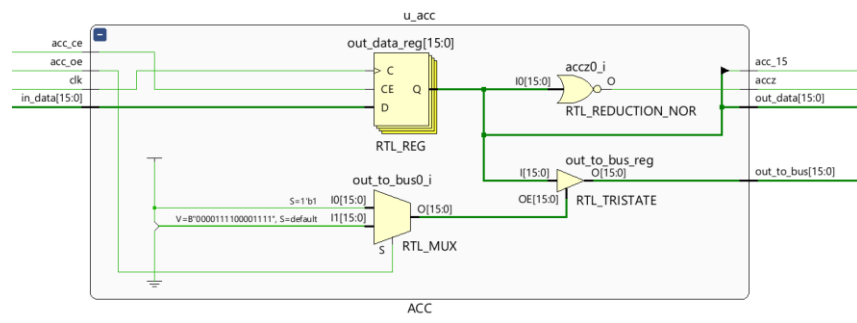 u_acc
acc_ce
acc_oe
clk
in_data[15:0]
out_data_reg[15:0]
C
CE
D
Q
RTL_REG
accz0_i
I0[15:0]
O
RTL_REDUCTION_NOR
acc_15
accz
out_data[15:0]
out_to_bus_reg
I[15:0]
O[15:0]
OE[15:0]
RTL_TRISTATE
out_to_bus[15:0]
out_to_bus0_i
S=1'b1
I0[15:0]
V=B"0000111100001111", S=default
I1[15:0]
O[15:0]
S
RTL_MUX
ACC